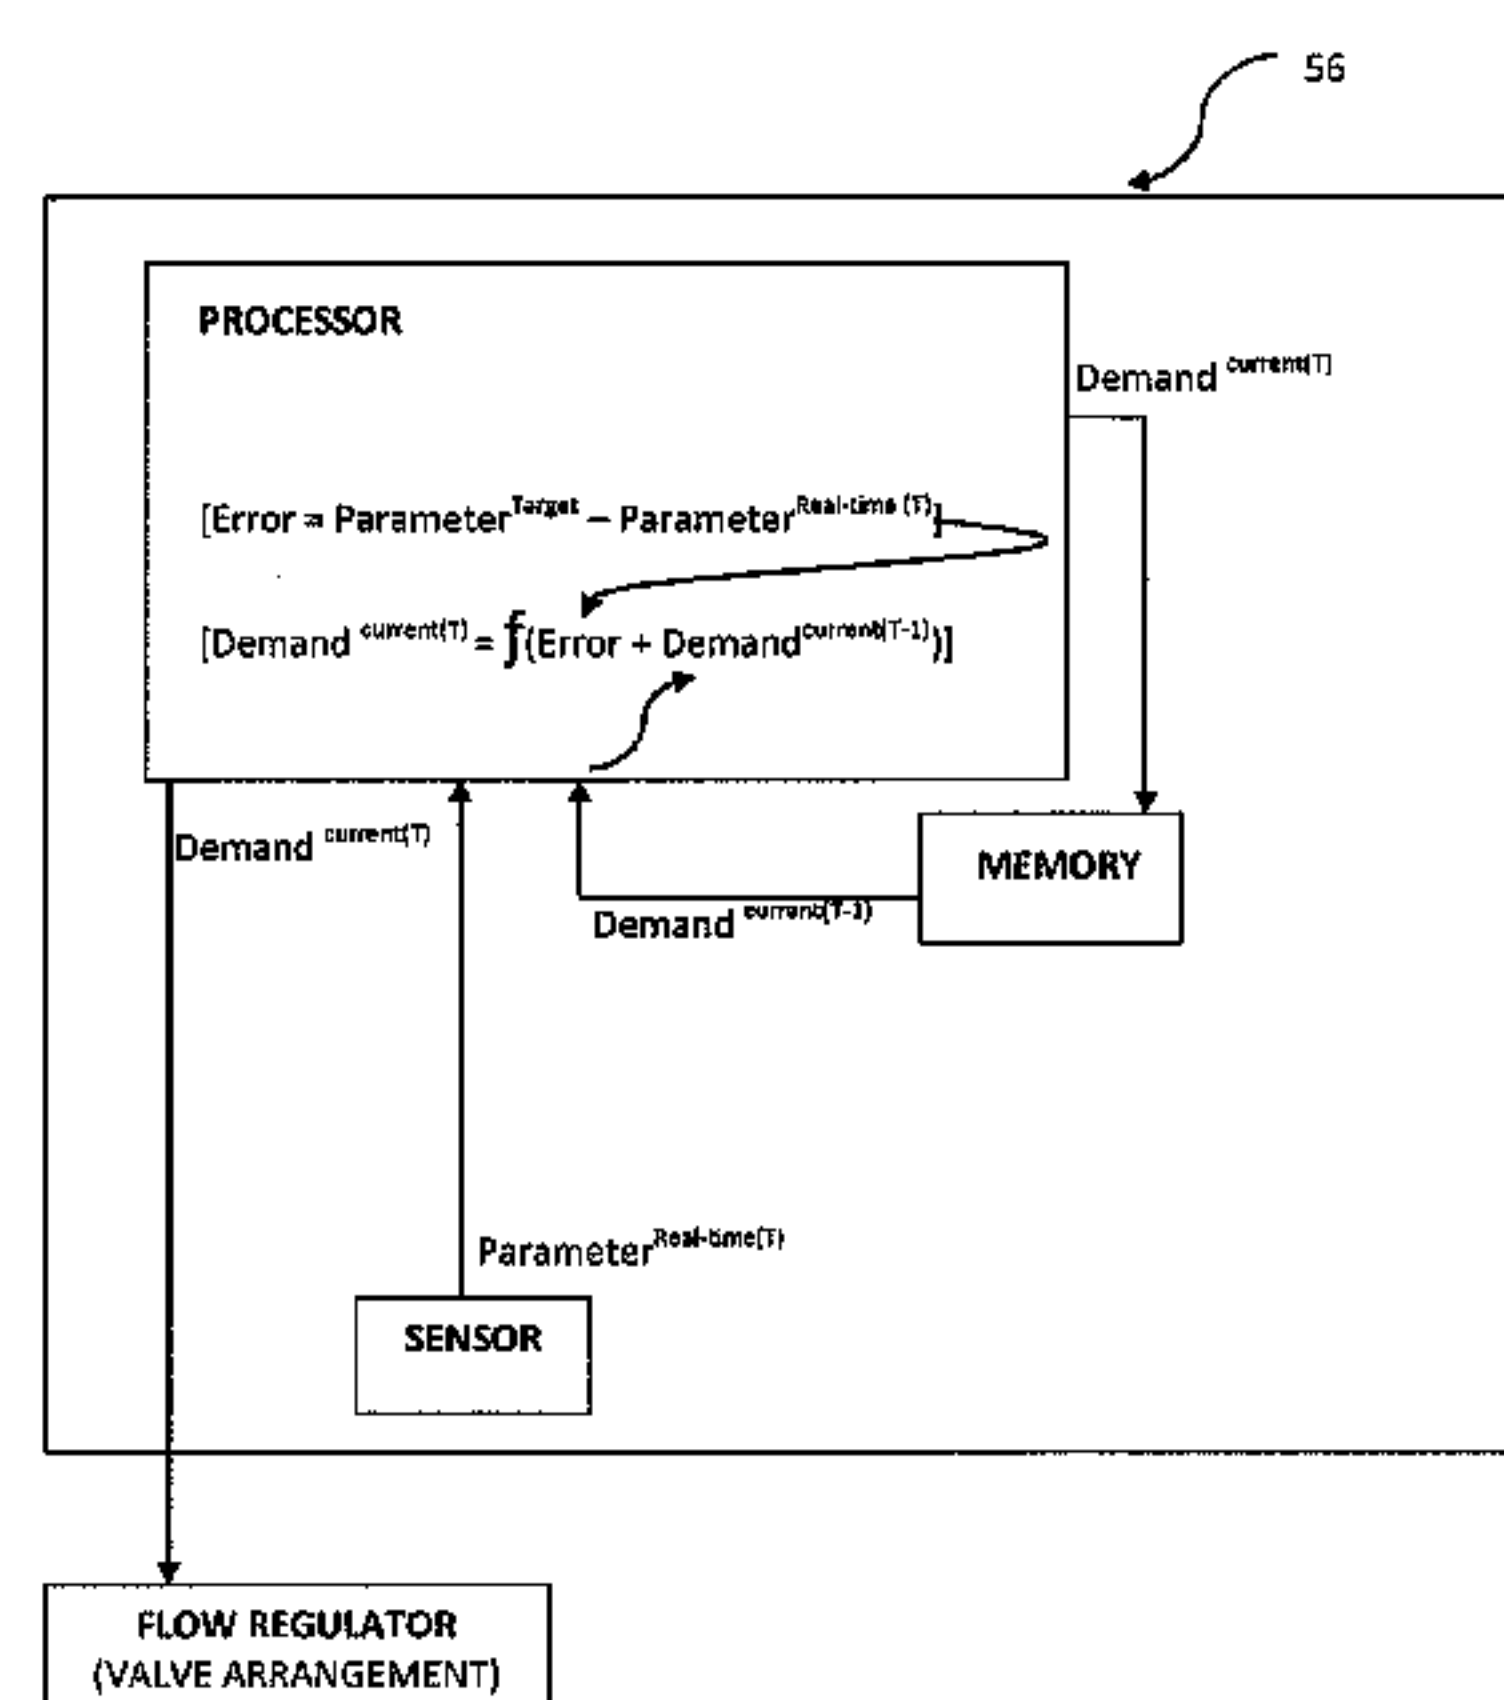 56
PROCESSOR
Demand current(T)
[Error = Parameter Target – Parameter Real-time (T)]
[Demand current(T) = ∫(Error + Demand current(T-1))]
Demand current(T)
MEMORY
Demand current(T-1)
Parameter Real-time(T)
SENSOR
FLOW REGULATOR
(VALVE ARRANGEMENT)